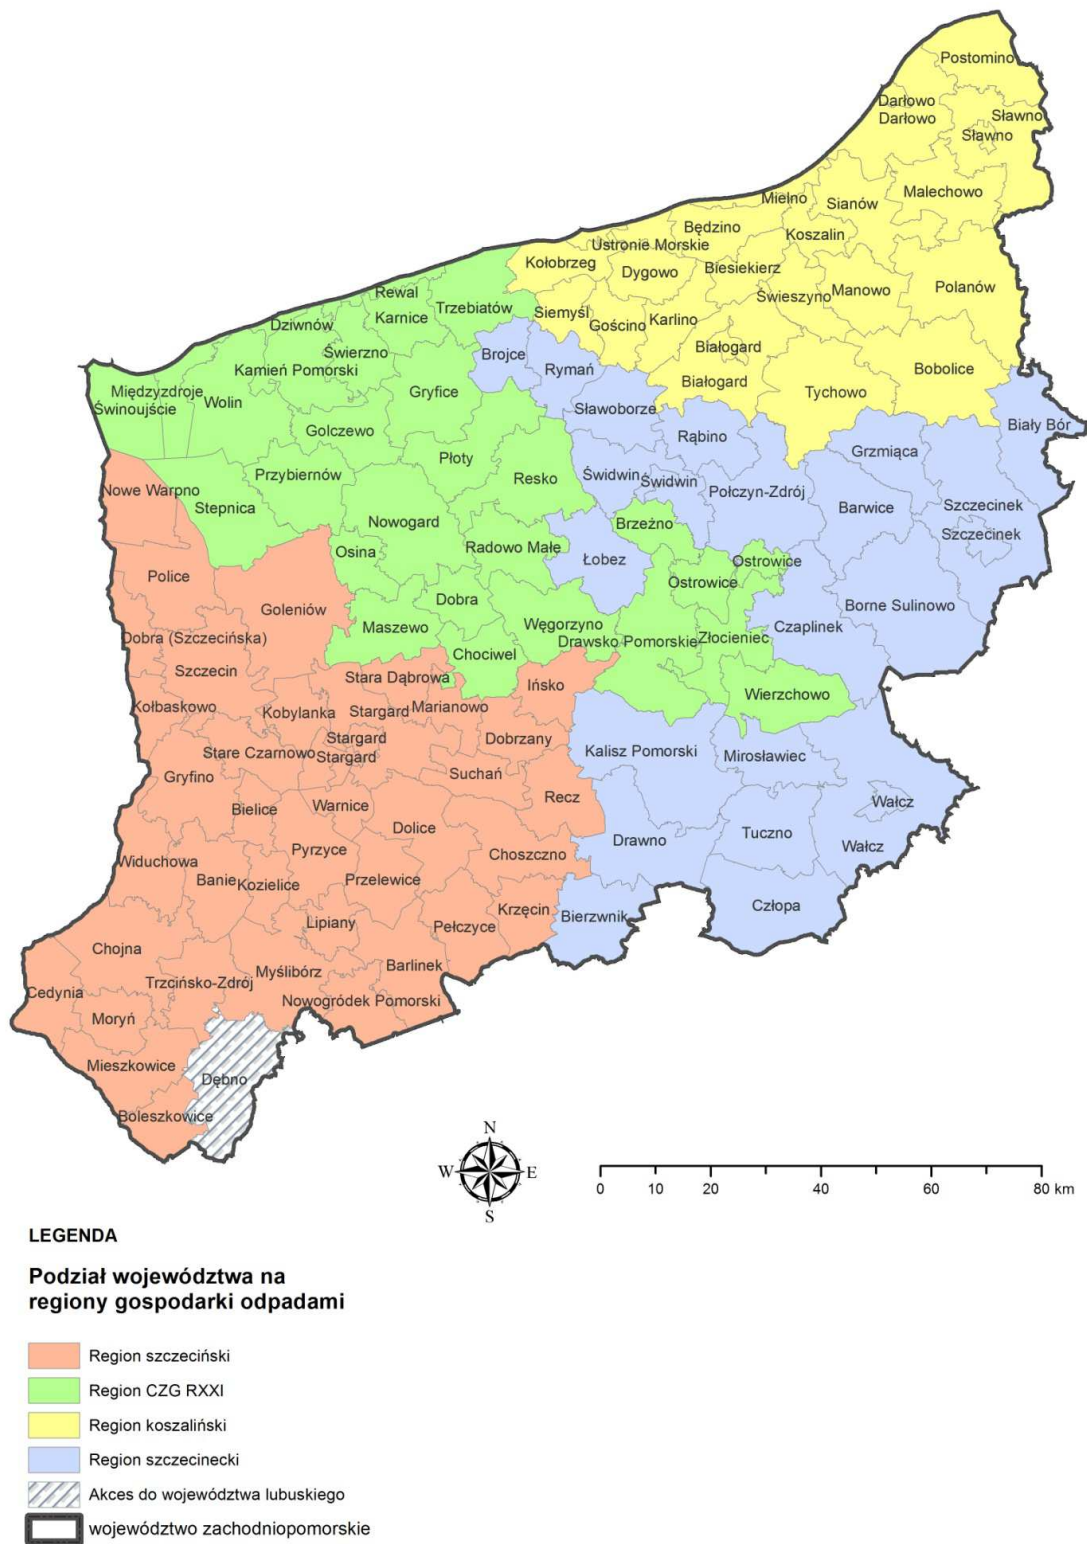 Postomino
Darłowo
Darłowo
Sławno
Sławno
Malechowo
Mielno
Sianów
Będzino
Koszalin
Ustronie Morskie
Kołobrzeg
Dygowo
Biesiekierz
Świeszyno
Manowo
Polanów
Siemyśl
Gościno
Karlino
Białogard
Białogard
Tychowo
Bobolice
Rewal
Trzebiatów
Karnice
Dziwnów
Świerzno
Kamień Pomorski
Brojce
Rymań
Międzyzdroje
Świnoujście
Wolin
Gryfice
Sławoborze
Golczewo
Rąbino
Biały Bór
Grzmiąca
Płoty
Przybiernów
Resko
Świdwin
Świdwin
Połczyn-Zdrój
Nowe Warpno
Stepnica
Barwice
Szczecinek
Szczecinek
Nowogard
Brzeżno
Osina
Radowo Małe
Łobez
Ostrowice
Ostrowice
Police
Goleniów
Dobra
Borne Sulinowo
Maszewo
Węgorzyno
Czaplinek
Dobra (Szczecińska)
Drawsko Pomorskie
Złocieniec
Chociwel
Szczecin
Stara Dąbrowa
Ińsko
Wierzchowo
Kołbaskowo
Kobylanka
Stargard
Marianowo
Stargard
Dobrzany
Stare Czarnowo
Stargard
Kalisz Pomorski
Mirosławiec
Gryfino
Suchań
Recz
Bielice
Warnice
Wałcz
Dolice
Tuczno
Drawno
Wałcz
Pyrzyce
Choszczno
Widuchowa
Banie
Kozielice
Przelewice
Krzęcin
Bierzwnik
Człopa
Lipiany
Pełczyce
Chojna
Barlinek
Myślibórz
Trzcińsko-Zdrój
Cedynia
Nowogródek Pomorski
Moryń
Mieszkowice
Dębno
Boleszkowice
N
W E
S
0 10 20 40 60 80 km
LEGENDA
Podział województwa na
regiony gospodarki odpadami
Region szczeciński
Region CZG RXXI
Region koszaliński
Region szczecinecki
Akces do województwa lubuskiego
województwo zachodniopomorskie